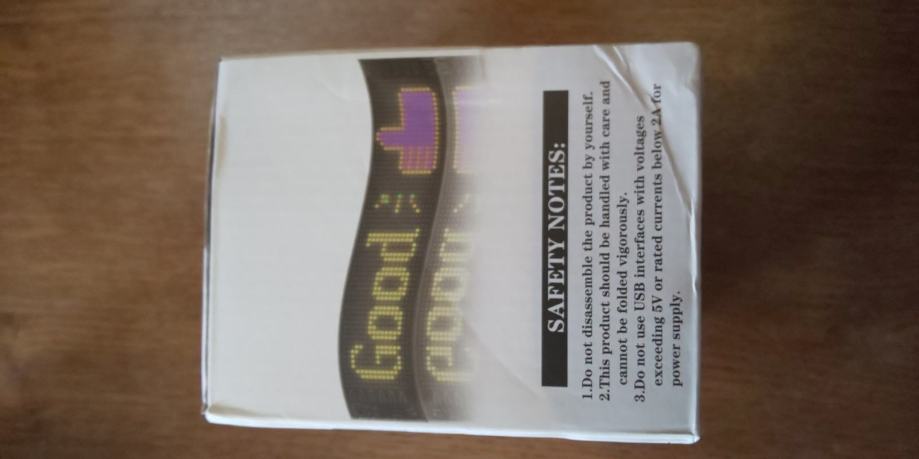 Good
SAFETY NOTES:
1.Do not disassemble the product by yourself.
2.This product should be handled with care and
cannot be folded vigorously.
3.Do not use USB interfaces with voltages
exceeding 5V or rated currents below 2A for
power supply.